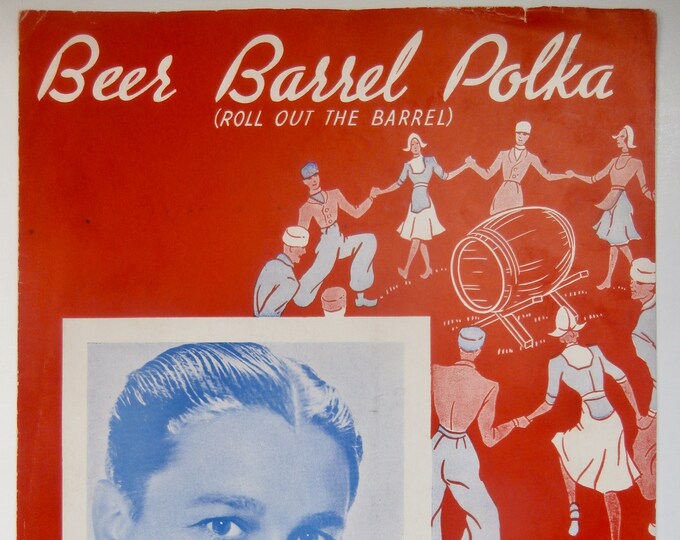 Beer Barrel Polka
(ROLL OUT THE BARREL)